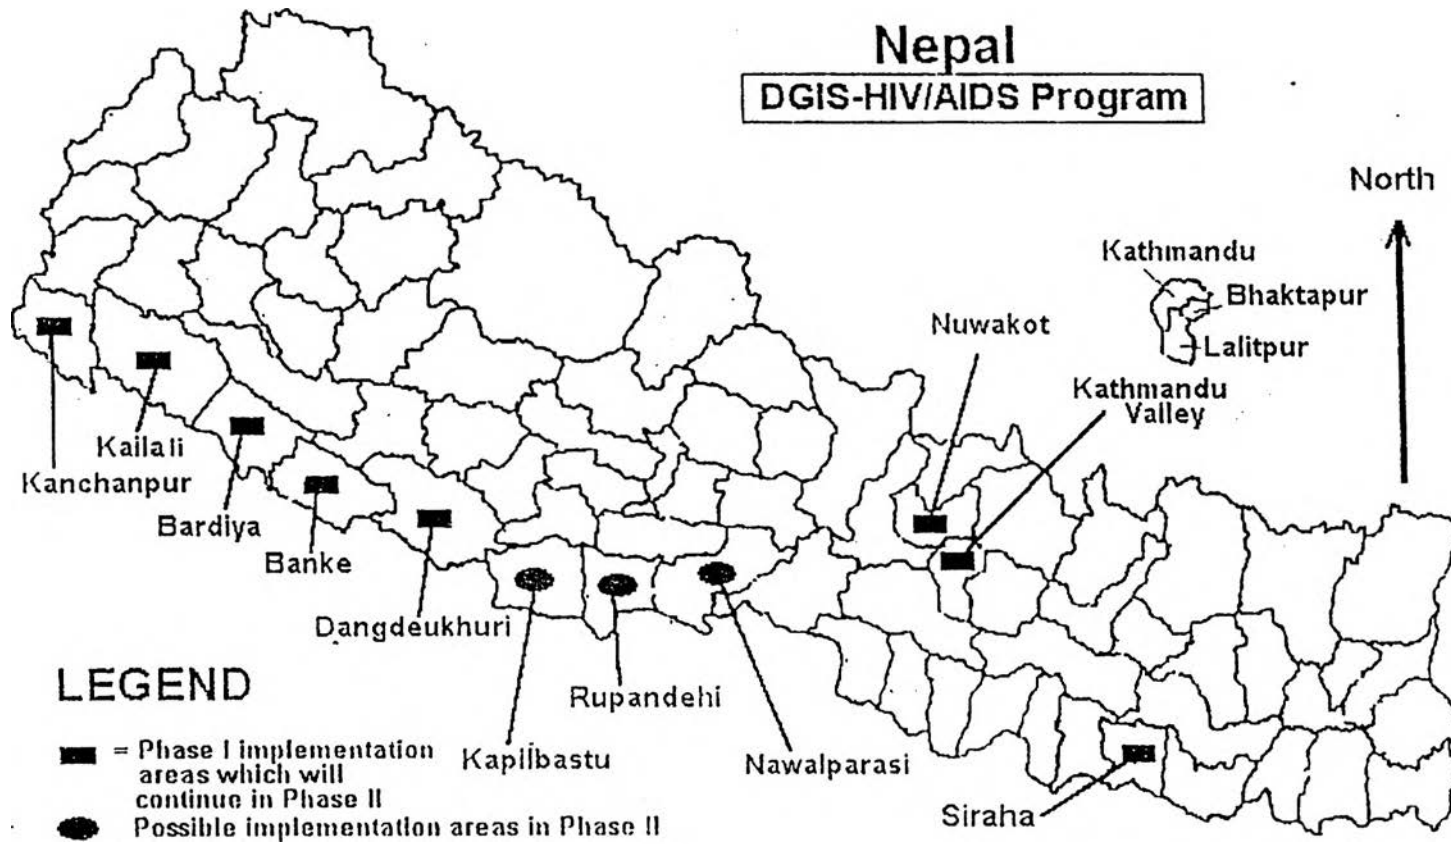 Nepal
DGIS-HIV/AIDS Program
North
Kathmandu
Bhaktapur
Lalitpur
Nuwakot
Kathmandu
Valley
Kailali
Kanchanpur
Bardiya
Banke
Dangdeukhuri
Rupandehi
Kapilbastu
Nawalparasi
Siraha
LEGEND
= Phase I implementation
areas which will
continue in Phase II
Possible implementation areas in Phase II